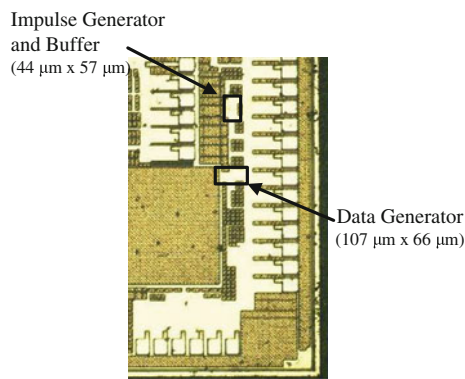 Impulse Generator
and Buffer
(44 µm x 57 µm)
Data Generator
(107 µm x 66 µm)